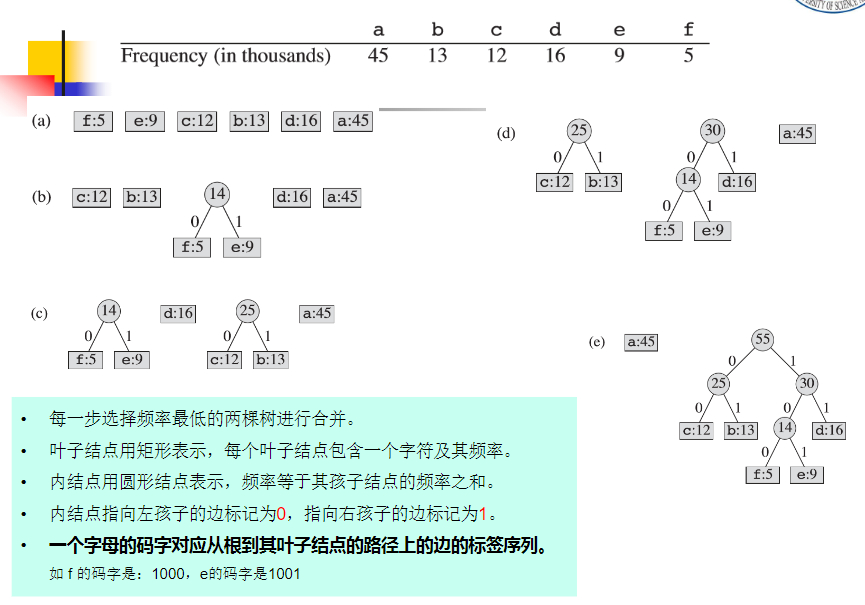 UNIVERSITY OF SCIENCE
a b c d e f
Frequency (in thousands) 45 13 12 16 9 5
(a) f:5 e:9 c:12 b:13 d:16 a:45
(b) c:12 b:13 14 d:16 a:45
0 1
f:5 e:9
(c) 14 d:16 25 a:45
0 1 0 1
f:5 e:9 c:12 b:13
(d) 25 30 a:45
0 1 0 1
c:12 b:13 14 d:16
0 1
f:5 e:9
(e) a:45 55
0 1
25 30
0 1 0 1
c:12 b:13 14 d:16
0 1
f:5 e:9
• 每一步选择频率最低的两棵树进行合并。
• 叶子结点用矩形表示，每个叶子结点包含一个字符及其频率。
• 内结点用圆形结点表示，频率等于其孩子结点的频率之和。
• 内结点指向左孩子的边标记为0，指向右孩子的边标记为1。
• 一个字母的码字对应从根到其叶子结点的路径上的边的标签序列。
如 f 的码字是：1000，e的码字是1001